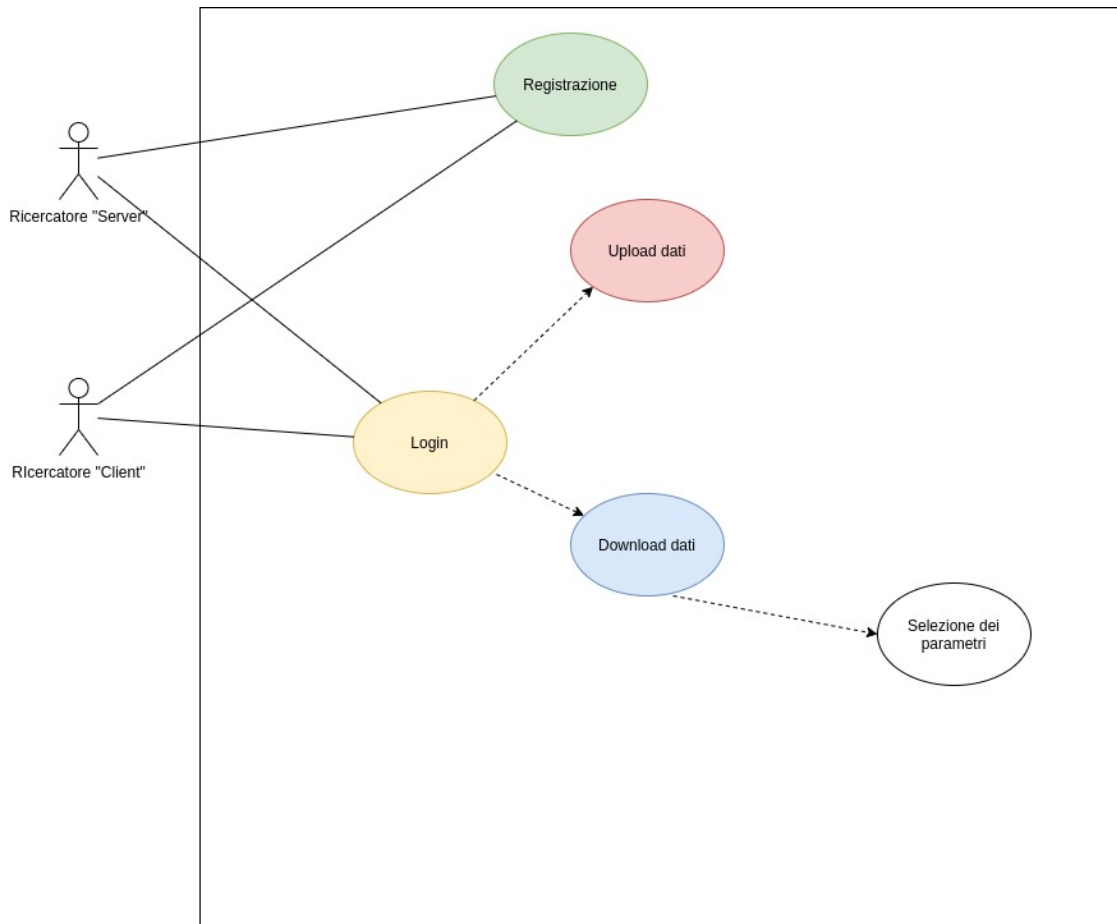 Registrazione
Ricercatore "Server"
Upload dati
Login
RIcercatore "Client"
Download dati
Selezione dei
parametri